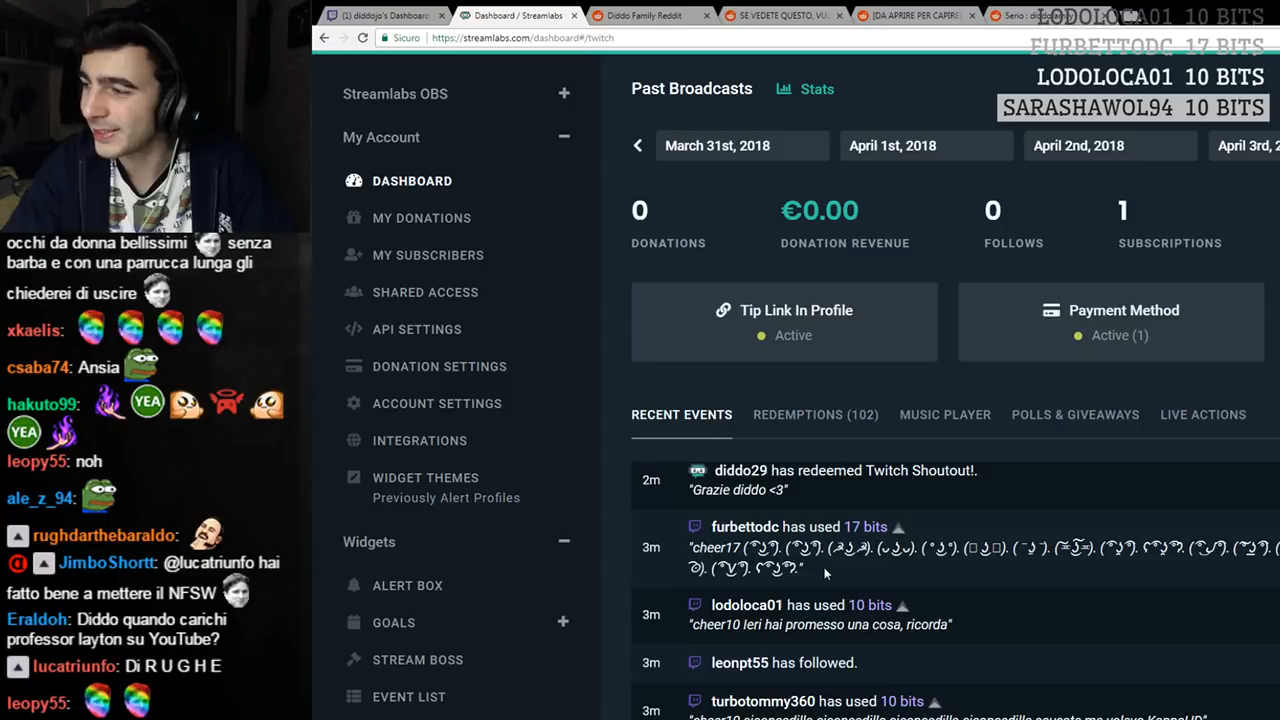 (1) diddojo's Dashboard
Dashboard / Streamlabs
Diddo Family Reddit
SE VEDETE QUESTO, VU
[DA APRIRE PER CAPIRE]
Serio : diddo
Sicuro
https://streamlabs.com/dashboard#/twitch
LODOLOCA01 10 BITS
FURBETTODC 17 BITS
LODOLOCA01 10 BITS
SARASHAWOL94 10 BITS
occhi da donna bellissimi senza
barba e con una parrucca lunga gli
chiederei di uscire
xkaelis:
csaba74: Ansia
hakuto99:
YEA
YEA
leopy55: noh
ale_z_94:
rughdarthebaraldo:
JimboShortt: @lucatriunfo hai
fatto bene a mettere il NFSW
Eraldoh: Diddo quando carichi
professor layton su YouTube?
lucatriunfo: Di R U G H E
leopy55:
Streamlabs OBS
My Account
DASHBOARD
MY DONATIONS
MY SUBSCRIBERS
SHARED ACCESS
API SETTINGS
DONATION SETTINGS
ACCOUNT SETTINGS
INTEGRATIONS
WIDGET THEMES
Previously Alert Profiles
Widgets
ALERT BOX
GOALS
STREAM BOSS
EVENT LIST
Past Broadcasts Stats
March 31st, 2018 April 1st, 2018 April 2nd, 2018 April 3rd, 2
0 €0.00 0 1
DONATIONS DONATION REVENUE FOLLOWS SUBSCRIPTIONS
Tip Link In Profile
Active
Payment Method
Active (1)
RECENT EVENTS REDEMPTIONS (102) MUSIC PLAYER POLLS & GIVEAWAYS LIVE ACTIONS
2m diddo29 has redeemed Twitch Shoutout!.
"Grazie diddo <3"
3m furbettodc has used 17 bits
"cheer17
3m lodoloca01 has used 10 bits
"cheer10 Ieri hai promesso una cosa, ricorda"
3m leonpt55 has followed.
3m turbotommy360 has used 10 bits